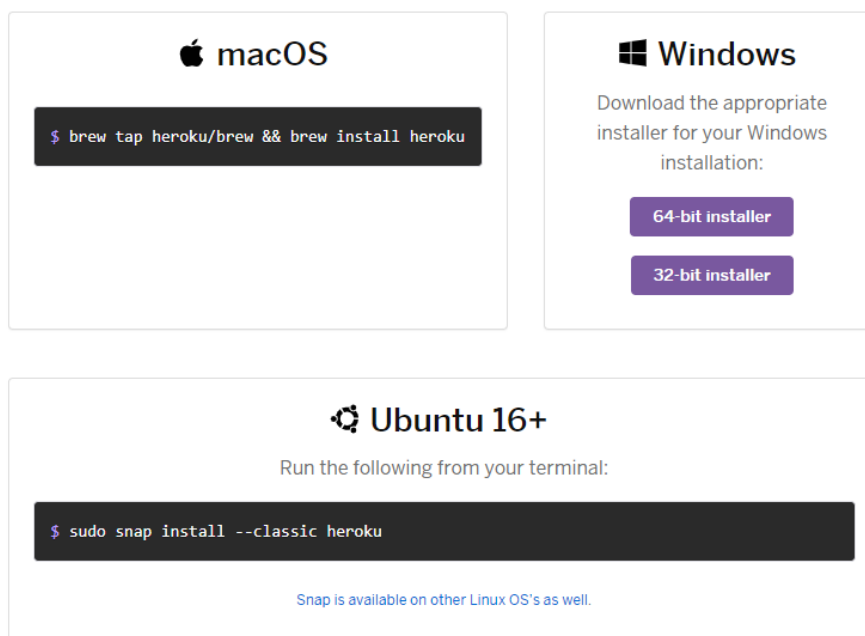 macOS
$ brew tap heroku/brew && brew install heroku
Windows
Download the appropriate
installer for your Windows
installation:
64-bit installer
32-bit installer
Ubuntu 16+
Run the following from your terminal:
$ sudo snap install --classic heroku
Snap is available on other Linux OS's as well.